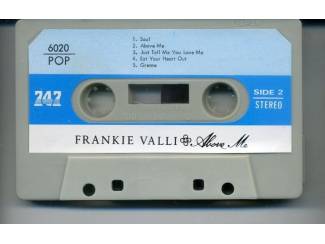 6020
POP
1. Soul
2. Above Me
3. Just Tell Me You Love Me
4. Eat Your Heart Out
5. Grease
747
SIDE 2
STEREO
FRANKIE VALLI Above Me